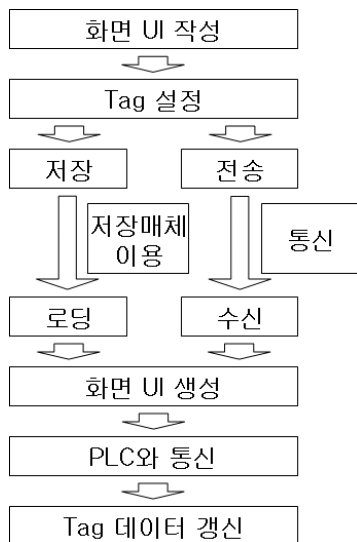 화면 UI 작성
Tag 설정
저장
전송
저장매체
이용
통신
로딩
수신
화면 UI 생성
PLC와 통신
Tag 데이터 갱신